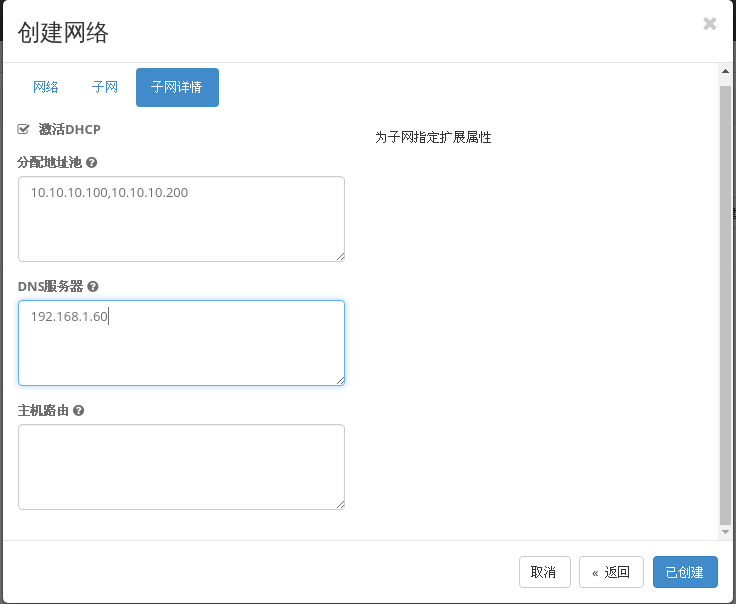 创建网络
网络 子网 子网详情
激活DHCP
为子网指定扩展属性
分配地址池
10.10.10.100,10.10.10.200
DNS服务器
192.168.1.60
主机路由
取消 « 返回 已创建